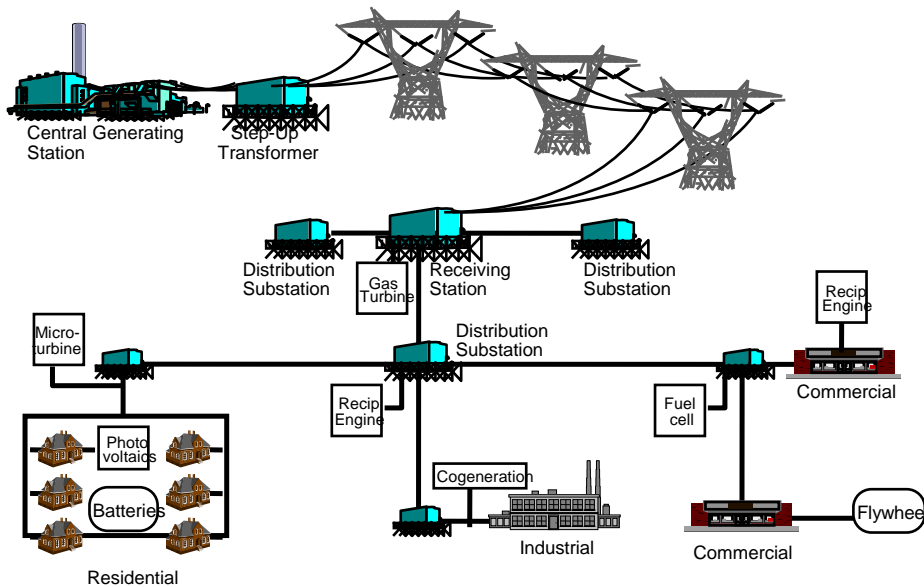 Central Generating
Station
Step-Up
Transformer
Distribution
Substation
Gas
Turbine
Receiving
Station
Distribution
Substation
Recip
Engine
Micro-
turbine
Distribution
Substation
Commercial
Recip
Engine
Fuel
cell
Photo
voltaics
Batteries
Cogeneration
Flywhee
Industrial
Commercial
Residential